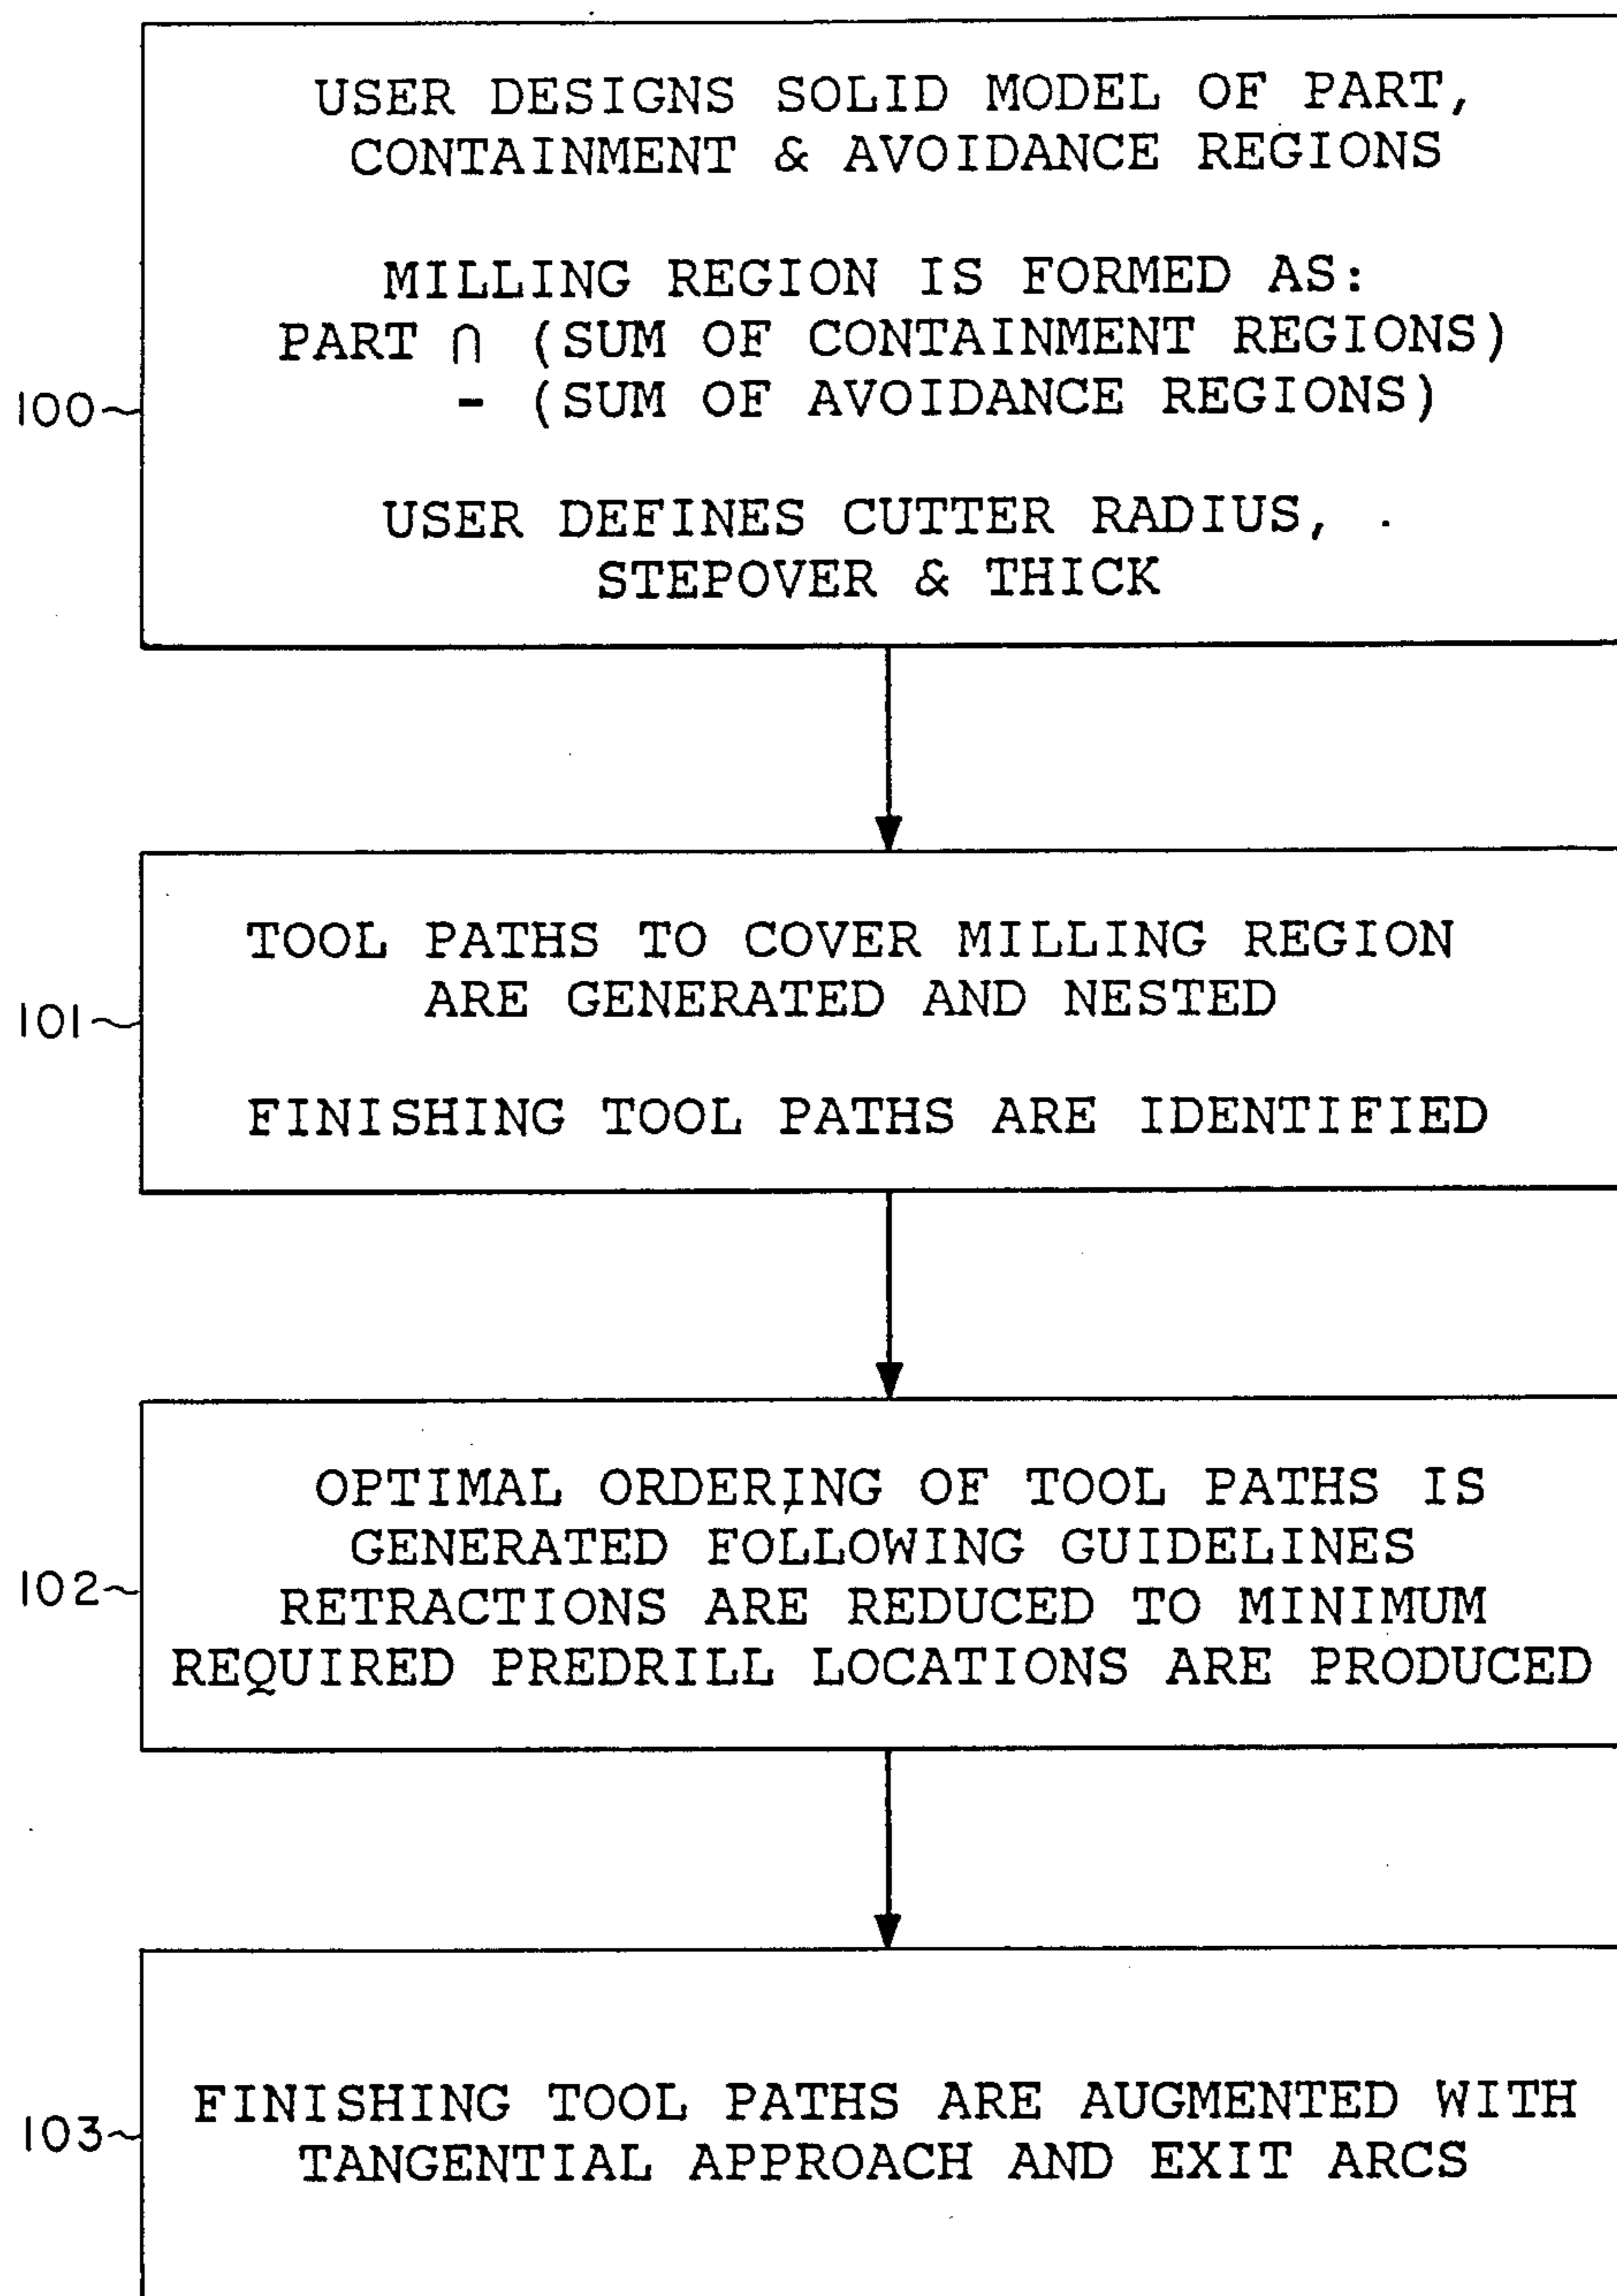 USER DESIGNS SOLID MODEL OF PART,
CONTAINMENT & AVOIDANCE REGIONS
MILLING REGION IS FORMED AS:
PART ∩ (SUM OF CONTAINMENT REGIONS)
- (SUM OF AVOIDANCE REGIONS)
100
USER DEFINES CUTTER RADIUS,
STEPOVER & THICK
TOOL PATHS TO COVER MILLING REGION
ARE GENERATED AND NESTED
101
FINISHING TOOL PATHS ARE IDENTIFIED
OPTIMAL ORDERING OF TOOL PATHS IS
GENERATED FOLLOWING GUIDELINES
102
RETRACTIONS ARE REDUCED TO MINIMUM
REQUIRED PREDRILL LOCATIONS ARE PRODUCED
FINISHING TOOL PATHS ARE AUGMENTED WITH
103
TANGENTIAL APPROACH AND EXIT ARCS